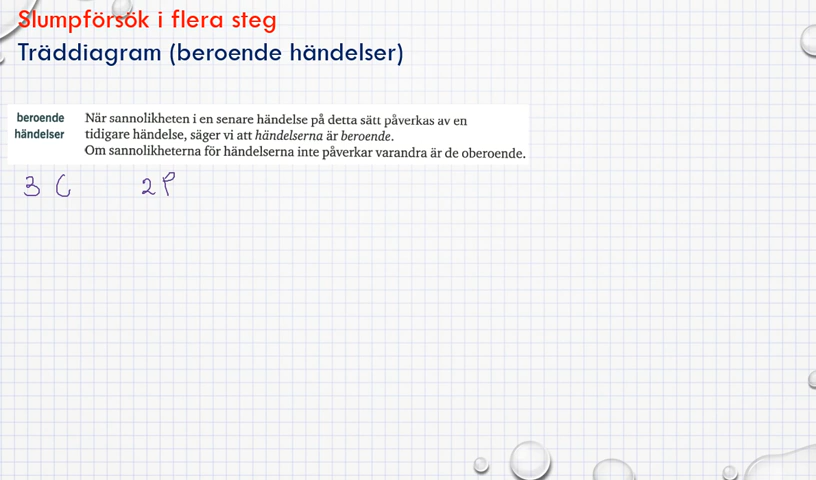 Slumpförsök i flera steg
Träddiagram (beroende händelser)
beroende händelser
När sannolikheten i en senare händelse på detta sätt påverkas av en
tidigare händelse, säger vi att händelserna är beroende.
Om sannolikheterna för händelserna inte påverkar varandra är de oberoende.
3 C 2 P